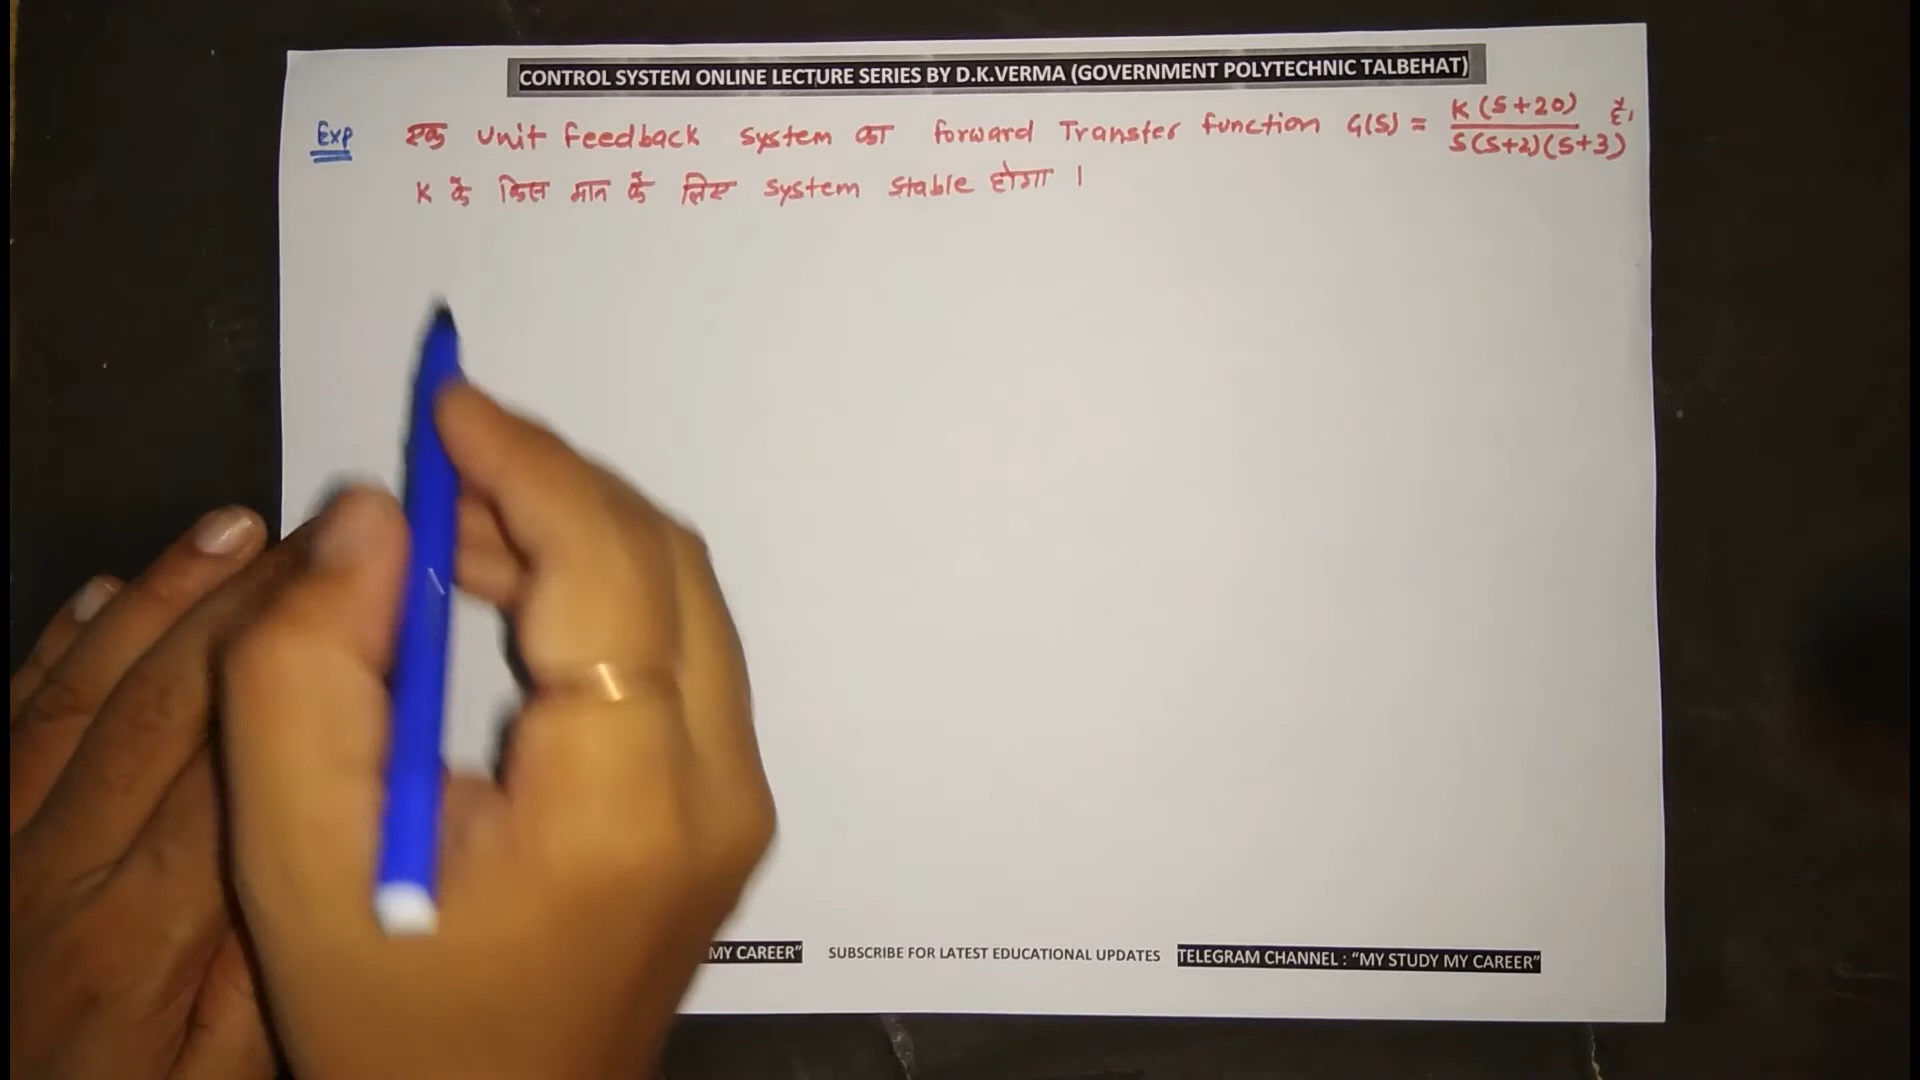 CONTROL SYSTEM ONLINE LECTURE SERIES BY D.K.VERMA (GOVERNMENT POLYTECHNIC TALBEHAT)
Exp एक unit feedback system का forward Transfer function G(S) = K(S+20) / S(S+2)(S+3) है,
K के किस मान के लिए system stable होगा ।
MY CAREER” SUBSCRIBE FOR LATEST EDUCATIONAL UPDATES TELEGRAM CHANNEL : “MY STUDY MY CAREER”